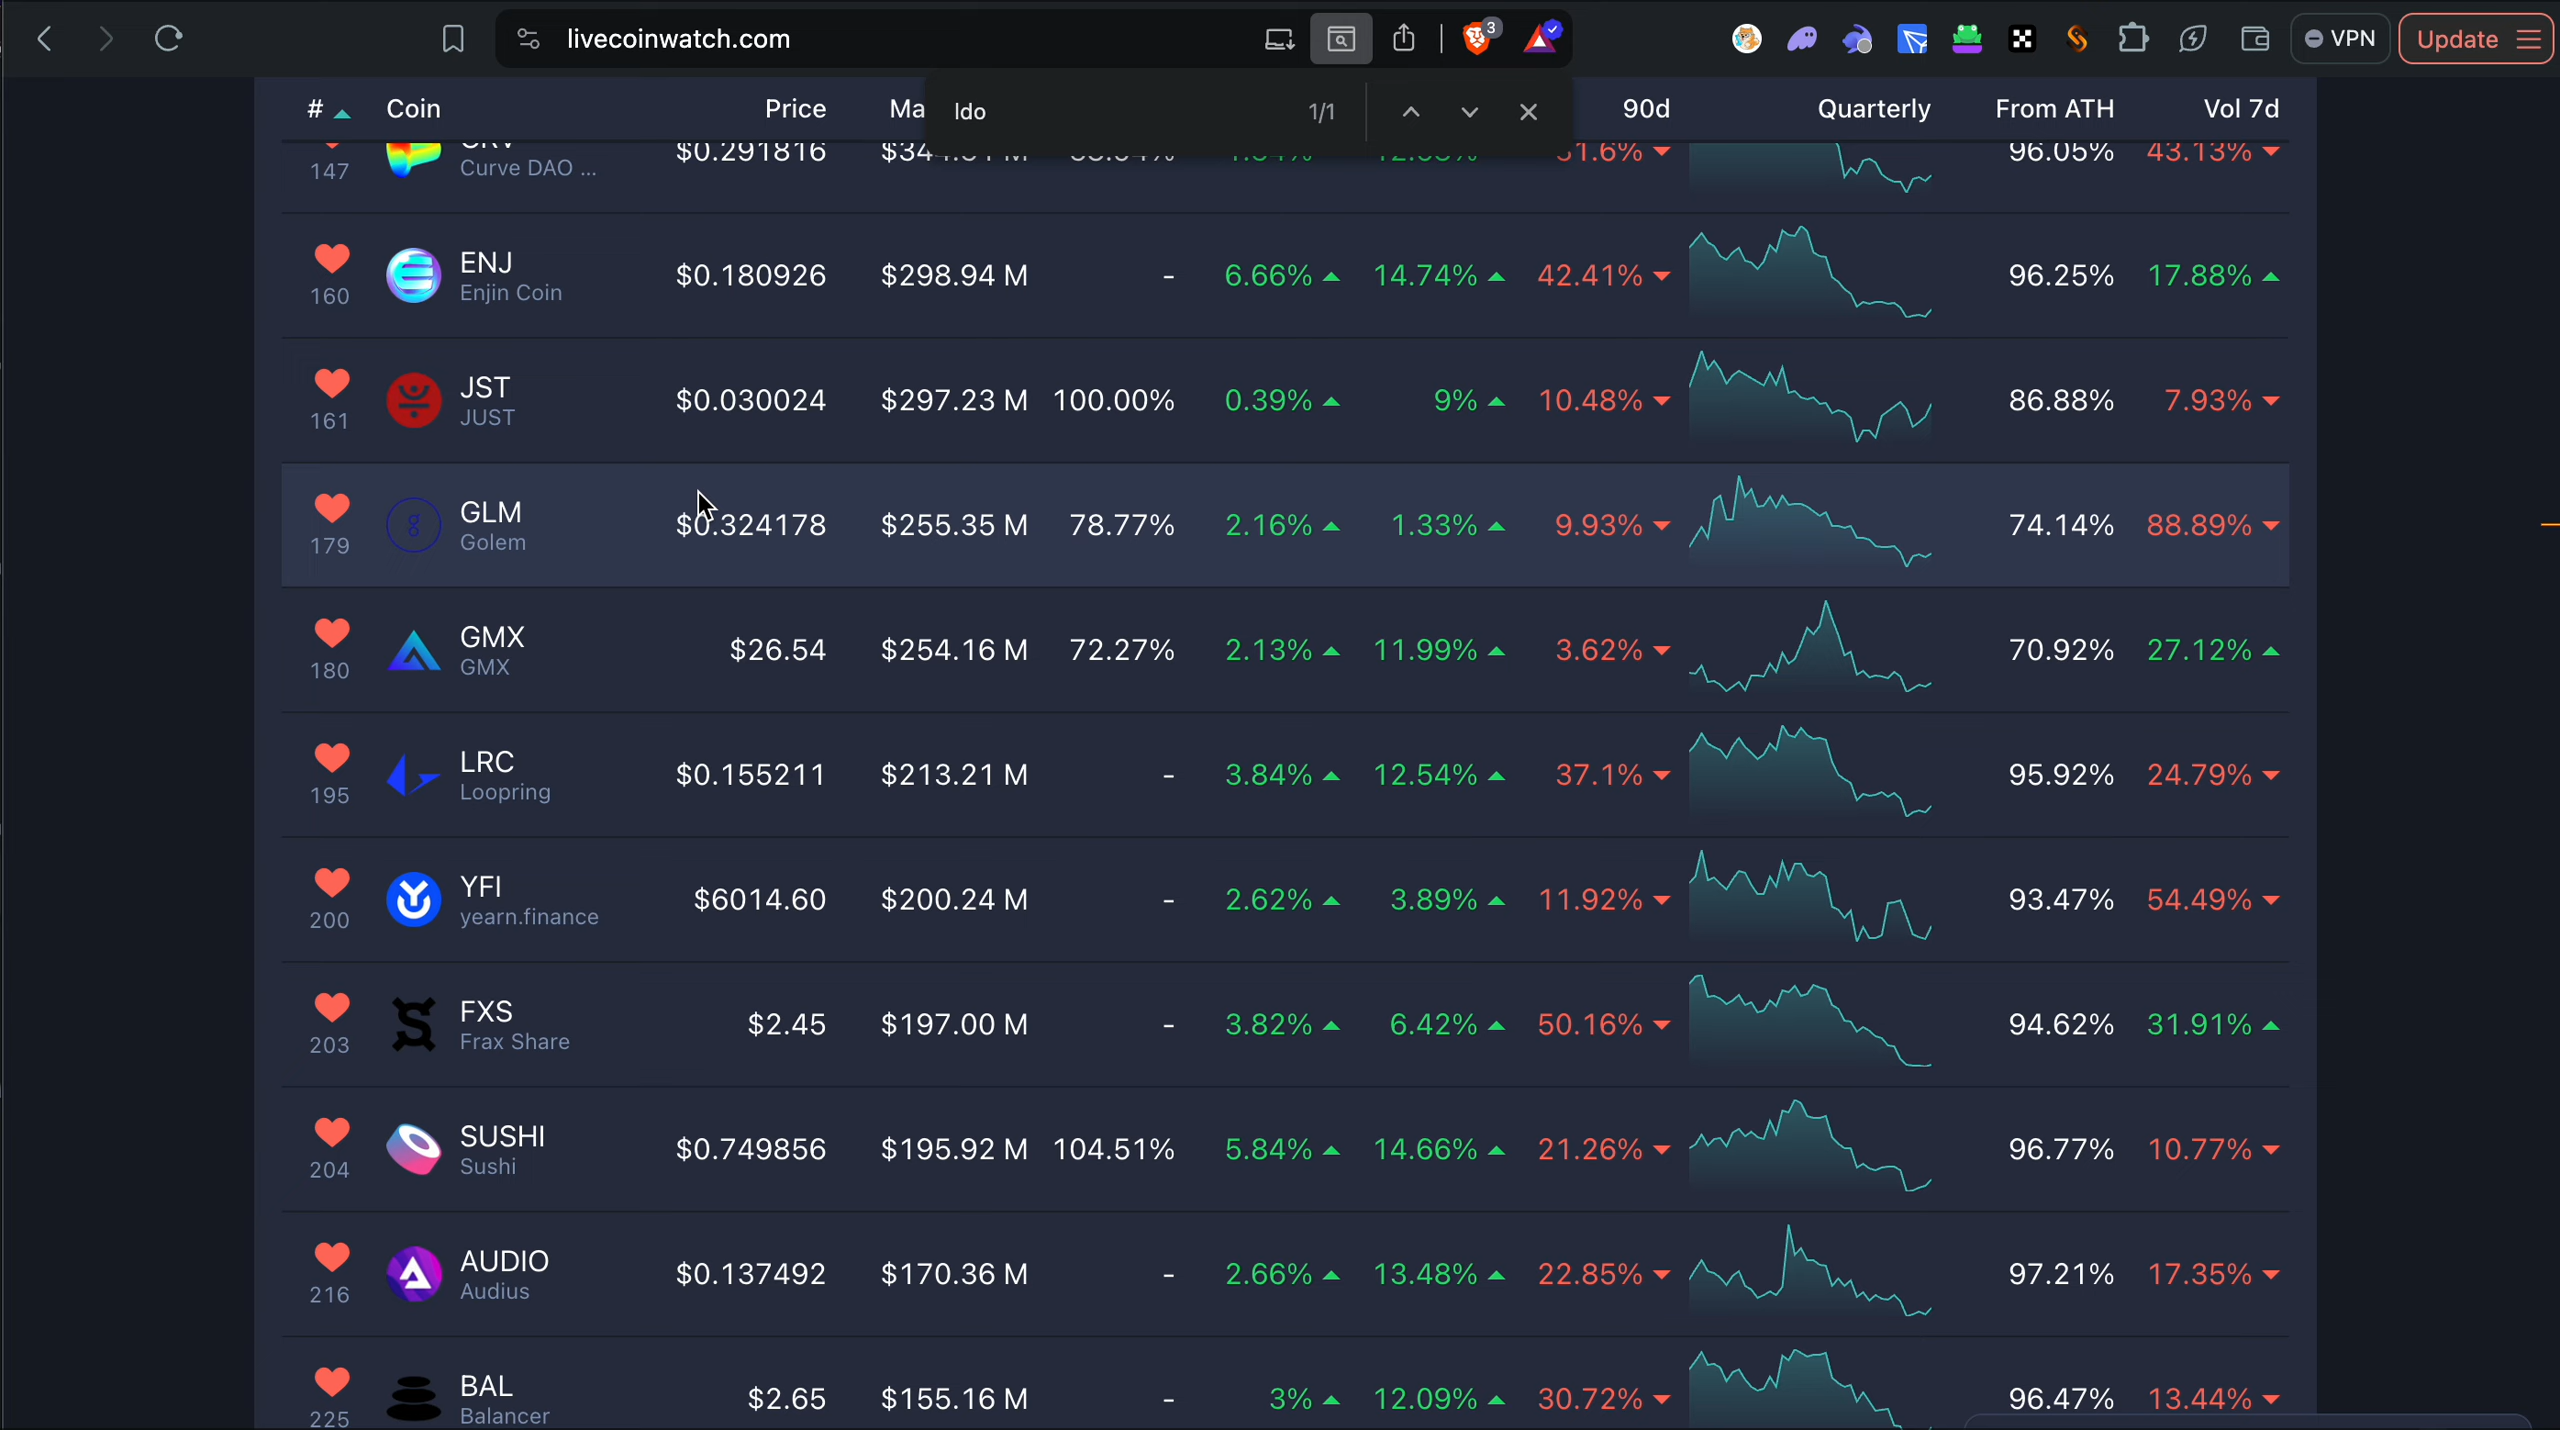 livecoinwatch.com 3 VPN Update
# Coin Price Ma 90d Quarterly From ATH Vol 7d
ldo 1/1
147 Curve DAO ... $0.291816 96.05% 43.13%
ENJ
160 Enjin Coin $0.180926 $298.94 M - 6.66% 14.74% 42.41% 96.25% 17.88%
JST
161 JUST $0.030024 $297.23 M 100.00% 0.39% 9% 10.48% 86.88% 7.93%
GLM
179 Golem $0.324178 $255.35 M 78.77% 2.16% 1.33% 9.93% 74.14% 88.89%
GMX
180 GMX $26.54 $254.16 M 72.27% 2.13% 11.99% 3.62% 70.92% 27.12%
LRC
195 Loopring $0.155211 $213.21 M - 3.84% 12.54% 37.1% 95.92% 24.79%
YFI
200 yearn.finance $6014.60 $200.24 M - 2.62% 3.89% 11.92% 93.47% 54.49%
FXS
203 Frax Share $2.45 $197.00 M - 3.82% 6.42% 50.16% 94.62% 31.91%
SUSHI
204 Sushi $0.749856 $195.92 M 104.51% 5.84% 14.66% 21.26% 96.77% 10.77%
AUDIO
216 Audius $0.137492 $170.36 M - 2.66% 13.48% 22.85% 97.21% 17.35%
BAL
225 Balancer $2.65 $155.16 M - 3% 12.09% 30.72% 96.47% 13.44%